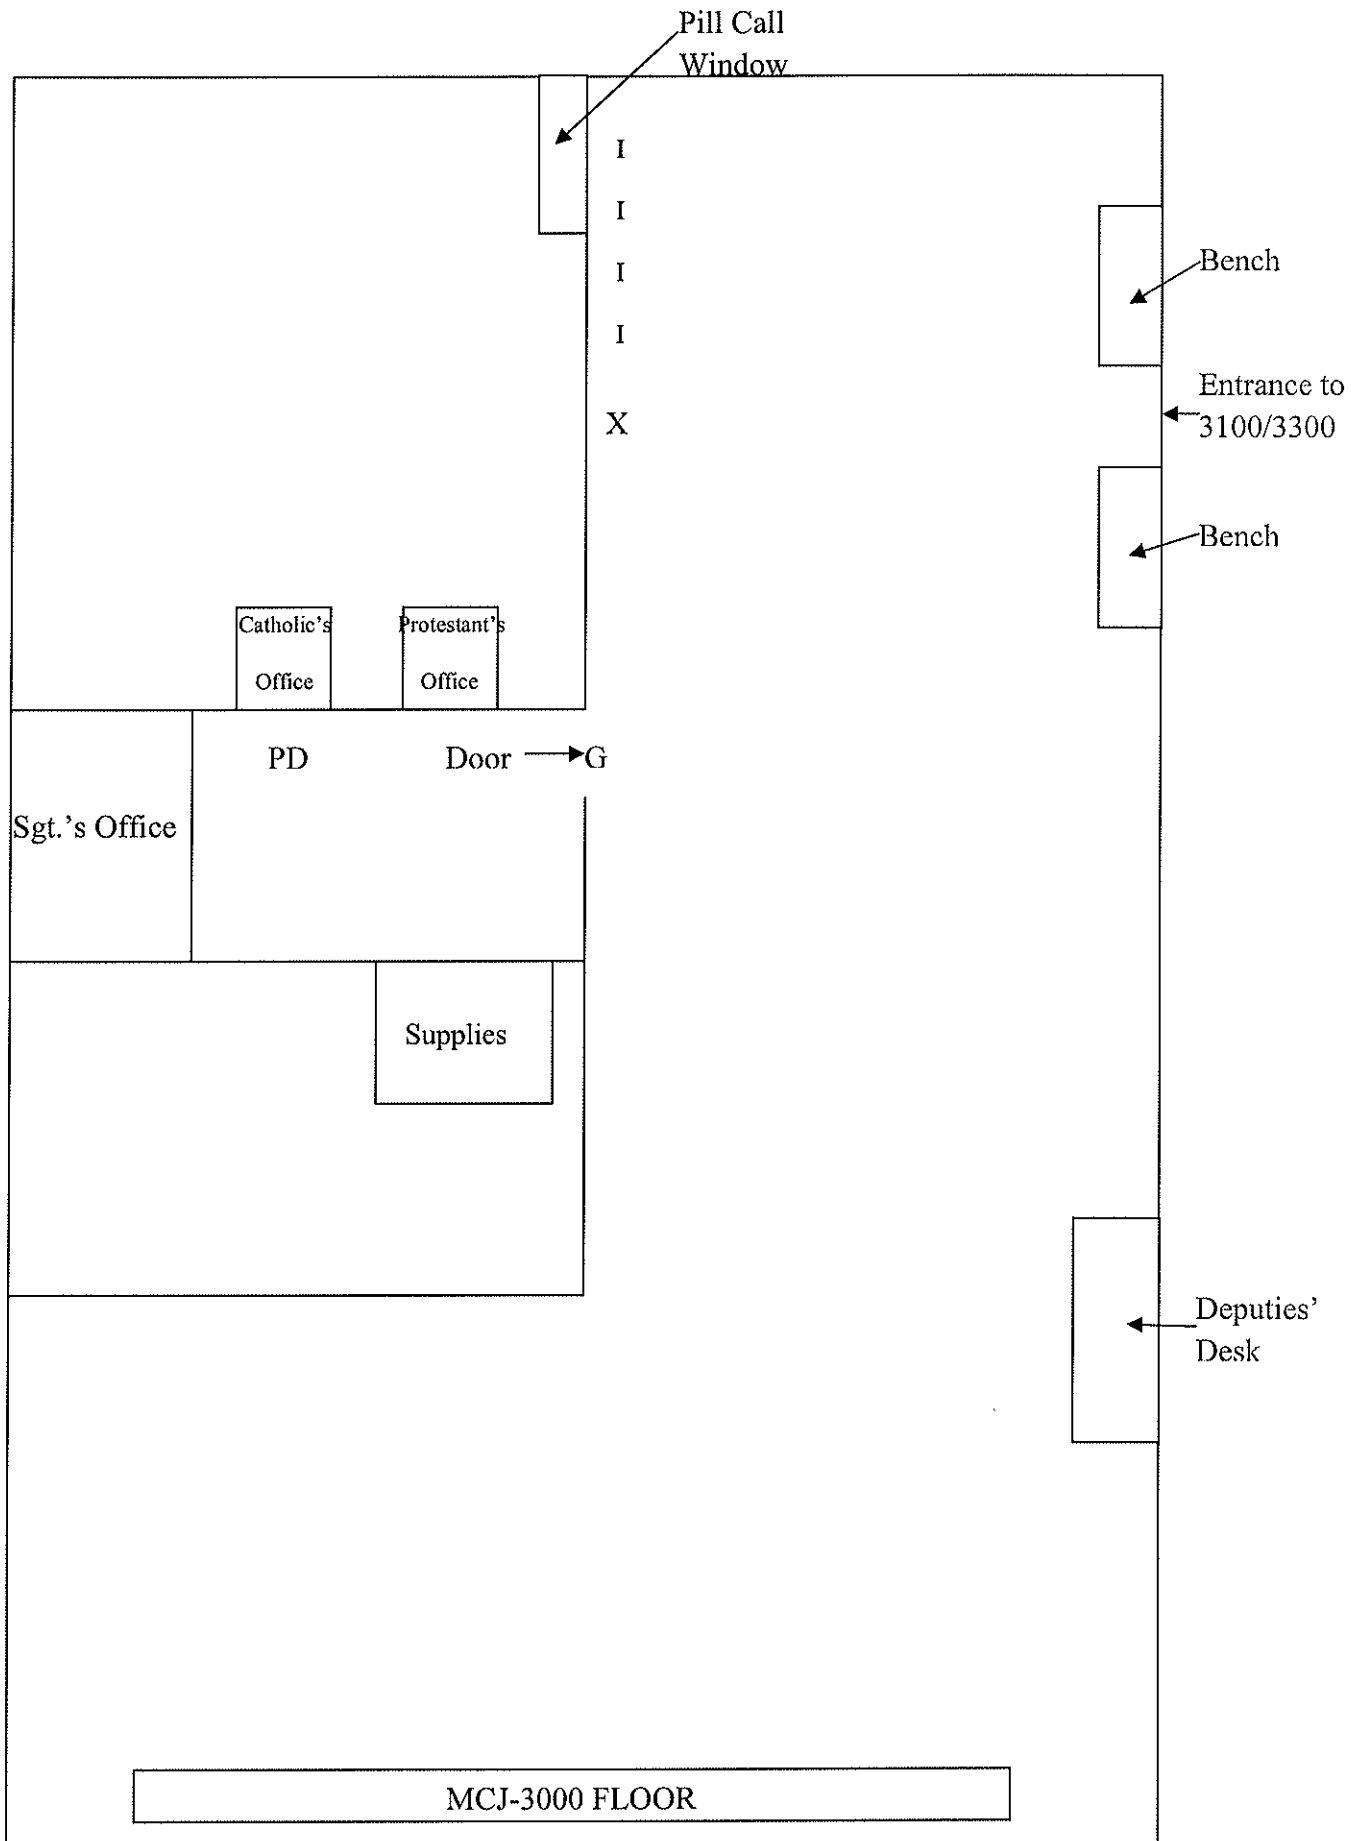 Pill Call
Window
I
I
Bench
I
I
Entrance to
3100/3300
X
Bench
Catholic's
Office
Protestant's
Office
PD
Door
G
Sgt.'s Office
Supplies
Deputies'
Desk
MCJ-3000 FLOOR